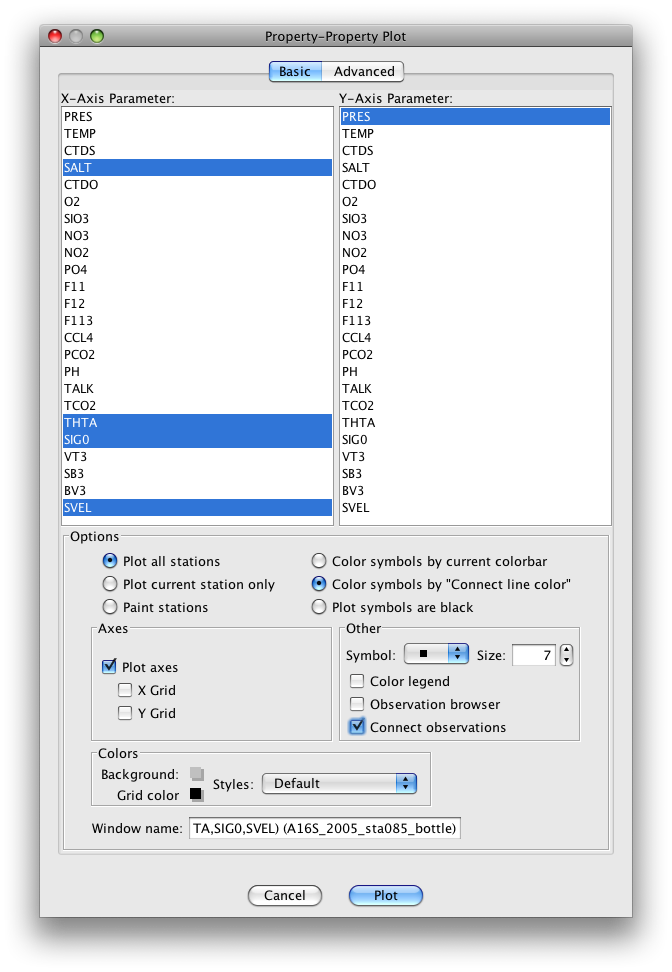 Property-Property Plot
Basic Advanced
X-Axis Parameter:
PRES
TEMP
CTDS
SALT
CTDO
O2
SIO3
NO3
NO2
PO4
F11
F12
F113
CCL4
PCO2
PH
TALK
TCO2
THTA
SIG0
VT3
SB3
BV3
SVEL
Y-Axis Parameter:
PRES
TEMP
CTDS
SALT
CTDO
O2
SIO3
NO3
NO2
PO4
F11
F12
F113
CCL4
PCO2
PH
TALK
TCO2
THTA
SIG0
VT3
SB3
BV3
SVEL
Options
Plot all stations
Plot current station only
Paint stations
Color symbols by current colorbar
Color symbols by "Connect line color"
Plot symbols are black
Axes
Plot axes
X Grid
Y Grid
Other
Symbol: Size: 7
Color legend
Observation browser
Connect observations
Colors
Background:
Grid color
Styles: Default
Window name: TA,SIG0,SVEL) (A16S_2005_sta085_bottle)
Cancel Plot